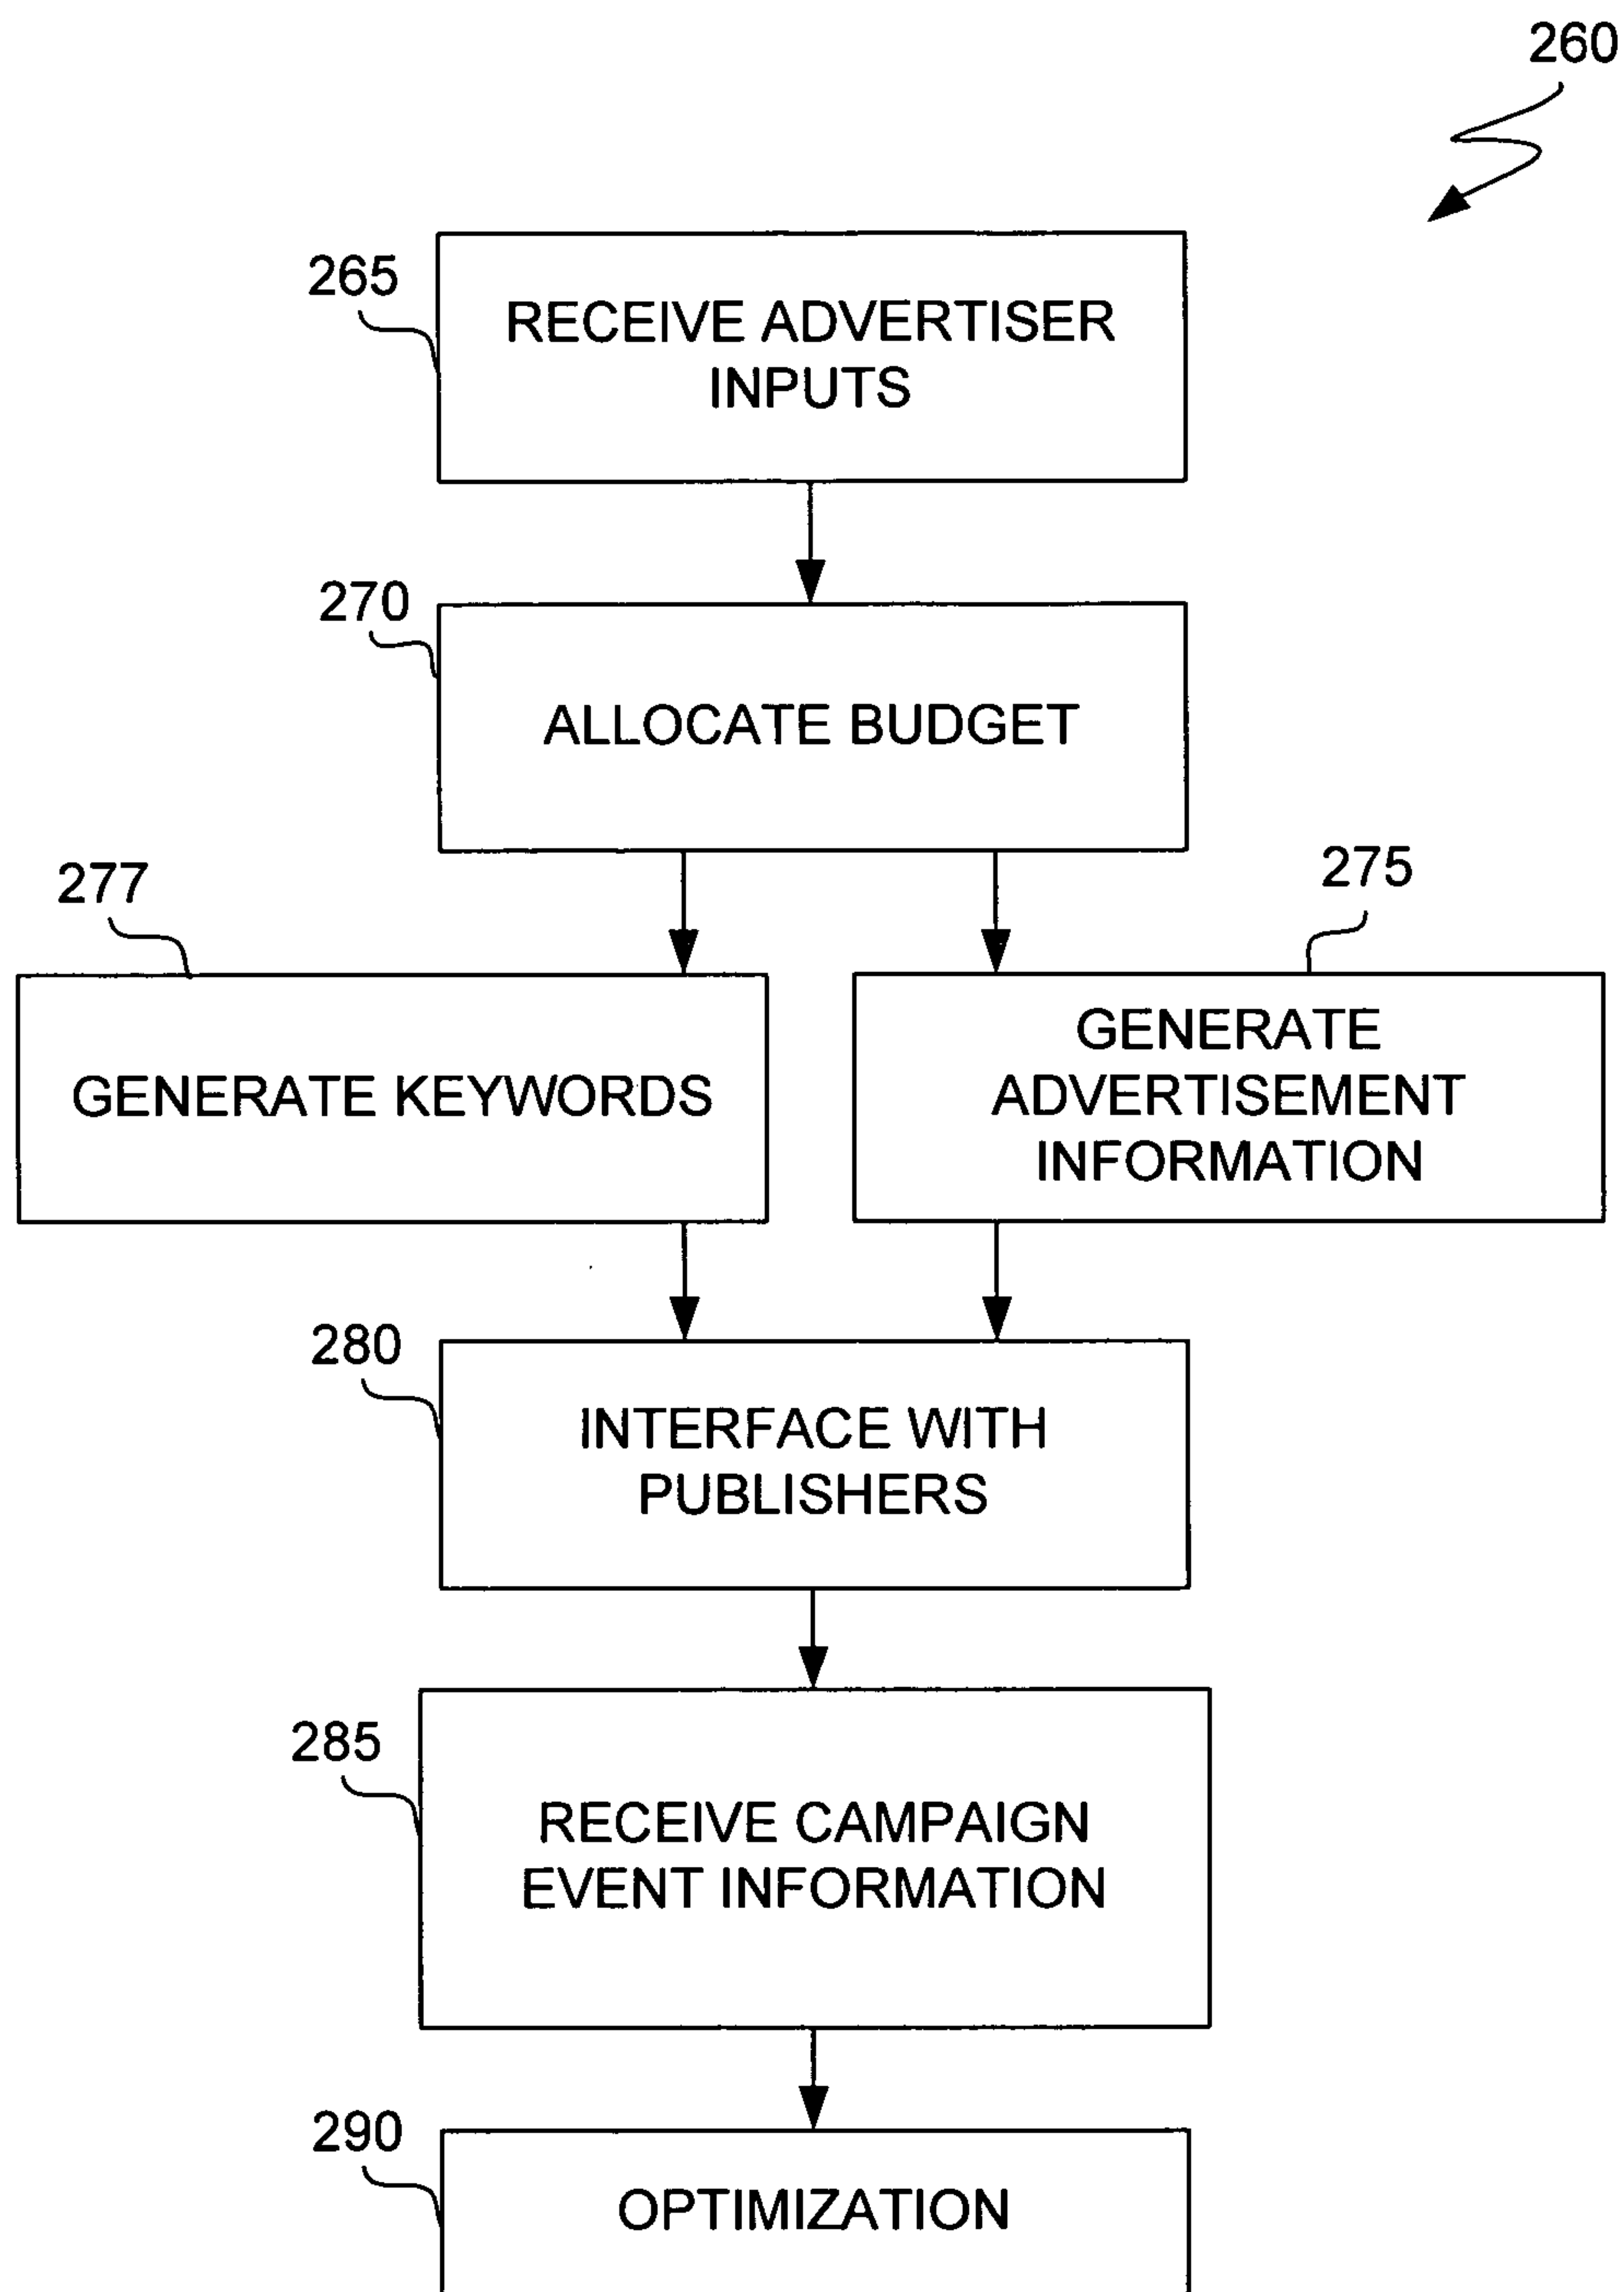 260
265
RECEIVE ADVERTISER
INPUTS
270
ALLOCATE BUDGET
277
275
GENERATE KEYWORDS
GENERATE
ADVERTISEMENT
INFORMATION
280
INTERFACE WITH
PUBLISHERS
285
RECEIVE CAMPAIGN
EVENT INFORMATION
290
OPTIMIZATION